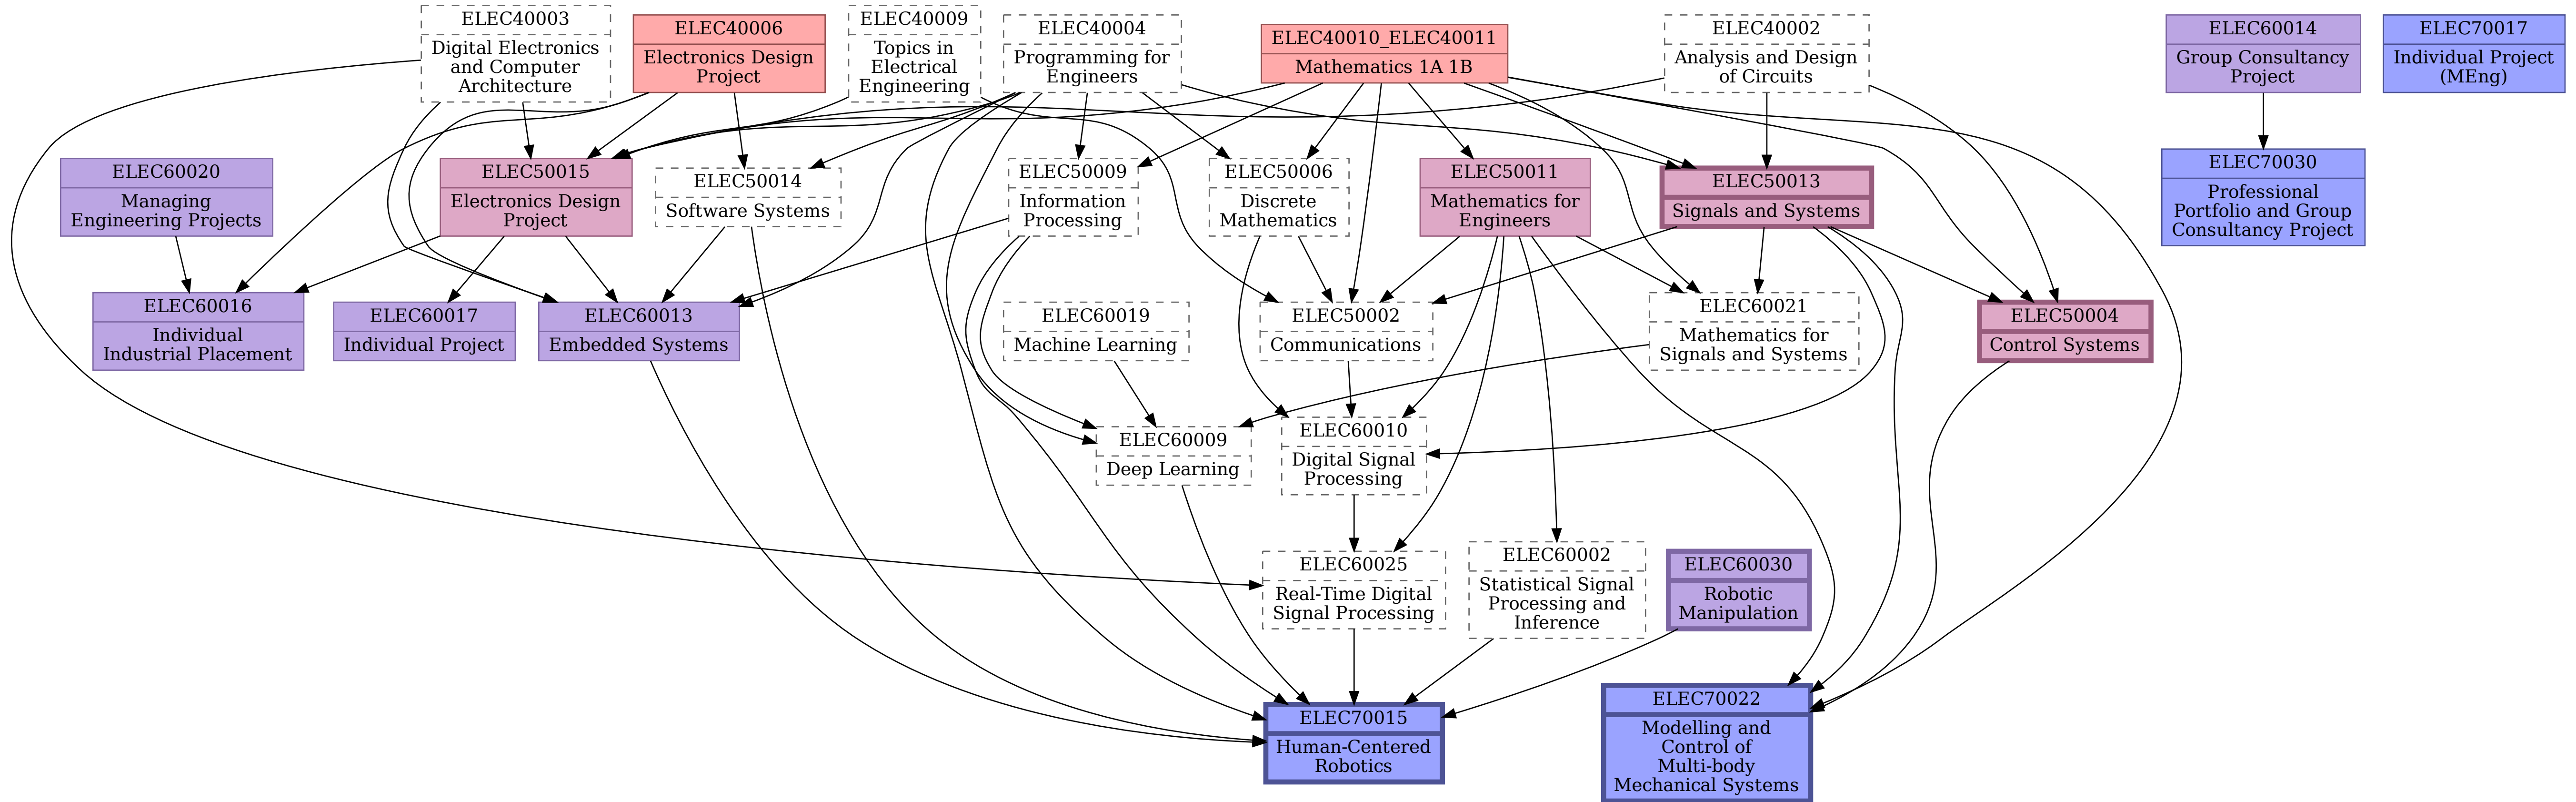 ELEC40003
Digital Electronics
and Computer
Architecture
ELEC40006
Electronics Design
Project
ELEC40009
Topics in
Electrical
Engineering
ELEC40004
Programming for
Engineers
ELEC40010_ELEC40011
Mathematics 1A 1B
ELEC40002
Analysis and Design
of Circuits
ELEC60014
Group Consultancy
Project
ELEC70017
Individual Project
(MEng)
ELEC60020
Managing
Engineering Projects
ELEC50015
Electronics Design
Project
ELEC50014
Software Systems
ELEC50009
Information
Processing
ELEC50006
Discrete
Mathematics
ELEC50011
Mathematics for
Engineers
ELEC50013
Signals and Systems
ELEC70030
Professional
Portfolio and Group
Consultancy Project
ELEC60016
Individual
Industrial Placement
ELEC60017
Individual Project
ELEC60013
Embedded Systems
ELEC60019
Machine Learning
ELEC50002
Communications
ELEC60021
Mathematics for
Signals and Systems
ELEC50004
Control Systems
ELEC60009
Deep Learning
ELEC60010
Digital Signal
Processing
ELEC60025
Real-Time Digital
Signal Processing
ELEC60002
Statistical Signal
Processing and
Inference
ELEC60030
Robotic
Manipulation
ELEC70015
Human-Centered
Robotics
ELEC70022
Modelling and
Control of
Multi-body
Mechanical Systems